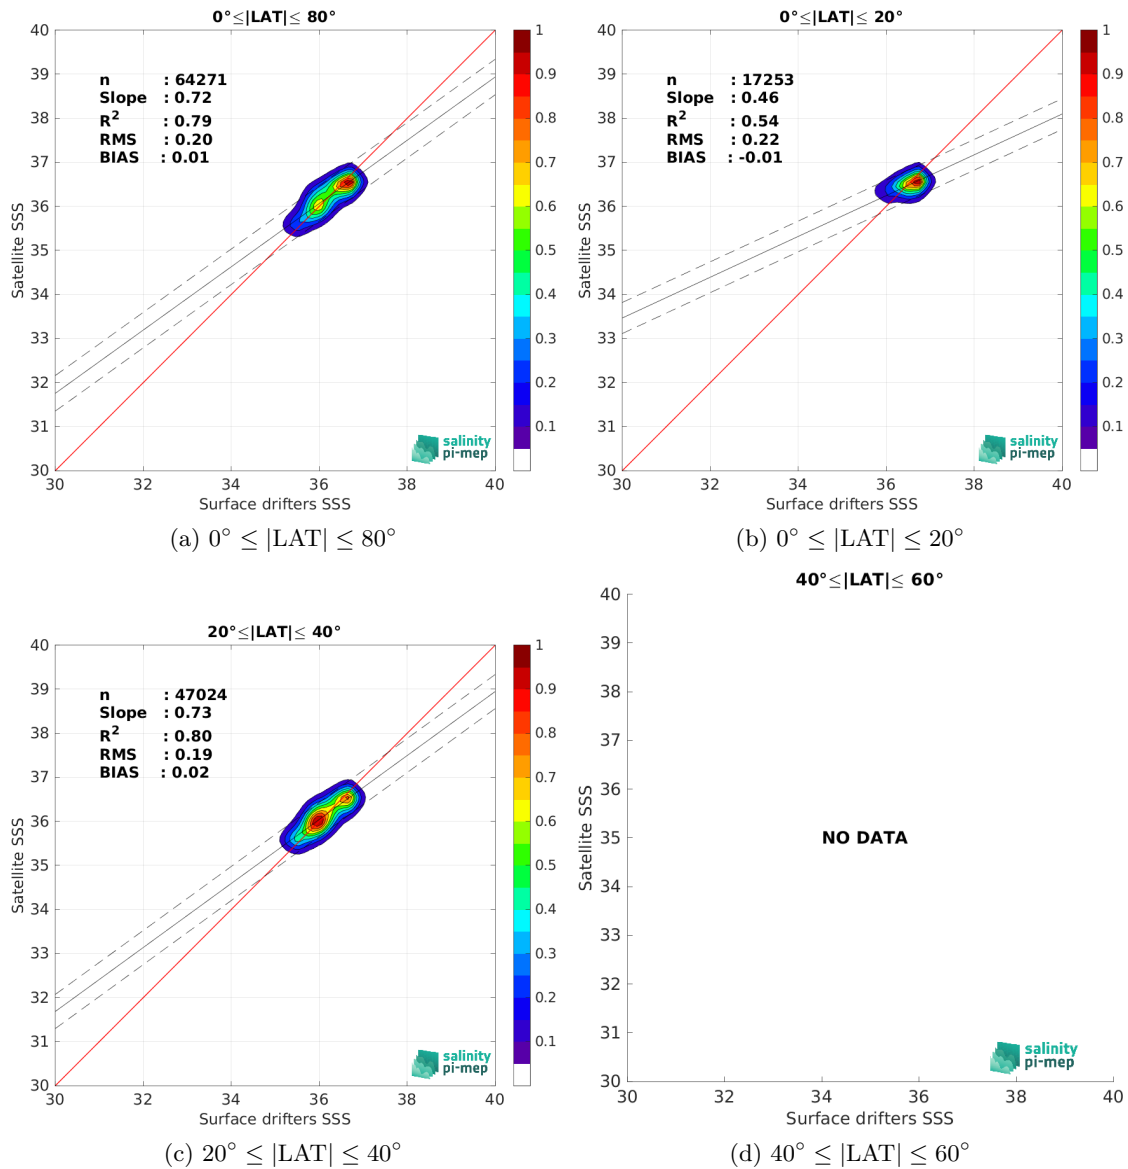 0°≤|LAT|≤ 80°
40
39
38
37
36
35
34
33
32
31
30
Satellite SSS
n : 64271
Slope : 0.72
R2 : 0.79
RMS : 0.20
BIAS : 0.01
salinity
pi-mep
30 32 34 36 38 40
Surface drifters SSS
1
0.9
0.8
0.7
0.6
0.5
0.4
0.3
0.2
0.1
(a) 0° ≤ |LAT| ≤ 80°
0°≤|LAT|≤ 20°
40
39
38
37
36
35
34
33
32
31
30
Satellite SSS
n : 17253
Slope : 0.46
R2 : 0.54
RMS : 0.22
BIAS : -0.01
salinity
pi-mep
30 32 34 36 38 40
Surface drifters SSS
1
0.9
0.8
0.7
0.6
0.5
0.4
0.3
0.2
0.1
(b) 0° ≤ |LAT| ≤ 20°
20°≤|LAT|≤ 40°
40
39
38
37
36
35
34
33
32
31
30
Satellite SSS
n : 47024
Slope : 0.73
R2 : 0.80
RMS : 0.19
BIAS : 0.02
salinity
pi-mep
30 32 34 36 38 40
Surface drifters SSS
1
0.9
0.8
0.7
0.6
0.5
0.4
0.3
0.2
0.1
(c) 20° ≤ |LAT| ≤ 40°
40°≤|LAT|≤ 60°
40
39
38
37
36
35
34
33
32
31
30
Satellite SSS
NO DATA
salinity
pi-mep
30 32 34 36 38 40
Surface drifters SSS
(d) 40° ≤ |LAT| ≤ 60°